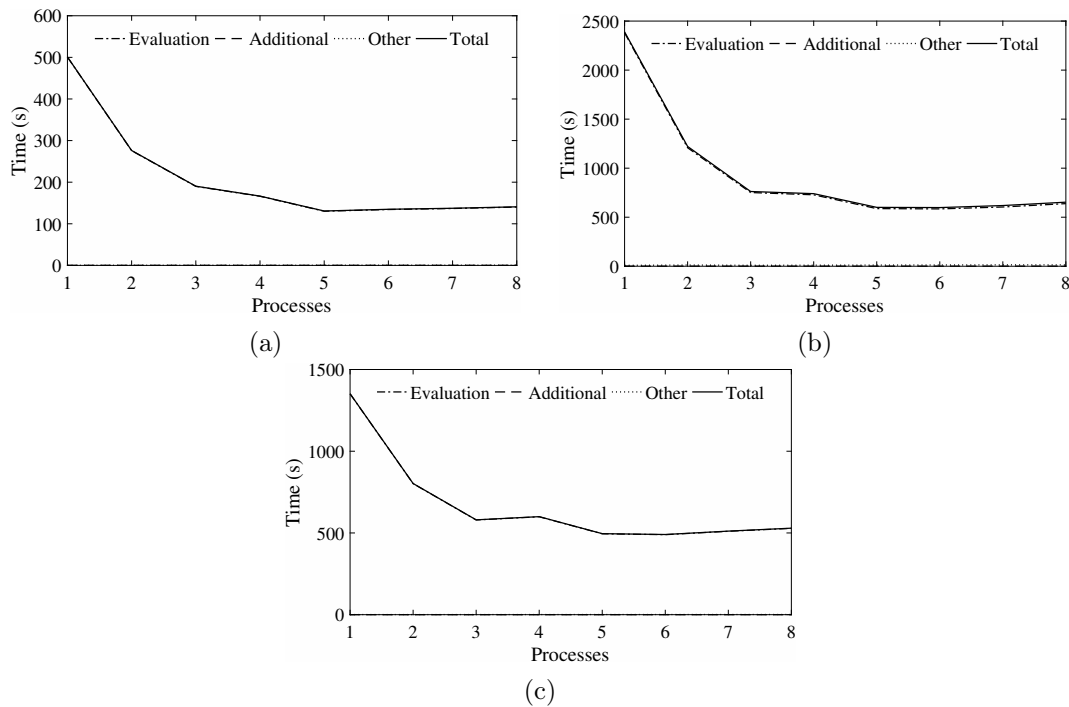 600
500
400
300
200
100
0
Time (s)
Evaluation Additional Other Total
1 2 3 4 5 6 7 8
Processes
(a)
2500
2000
1500
1000
500
0
Time (s)
Evaluation Additional Other Total
1 2 3 4 5 6 7 8
Processes
(b)
1500
1000
500
0
Time (s)
Evaluation Additional Other Total
1 2 3 4 5 6 7 8
Processes
(c)